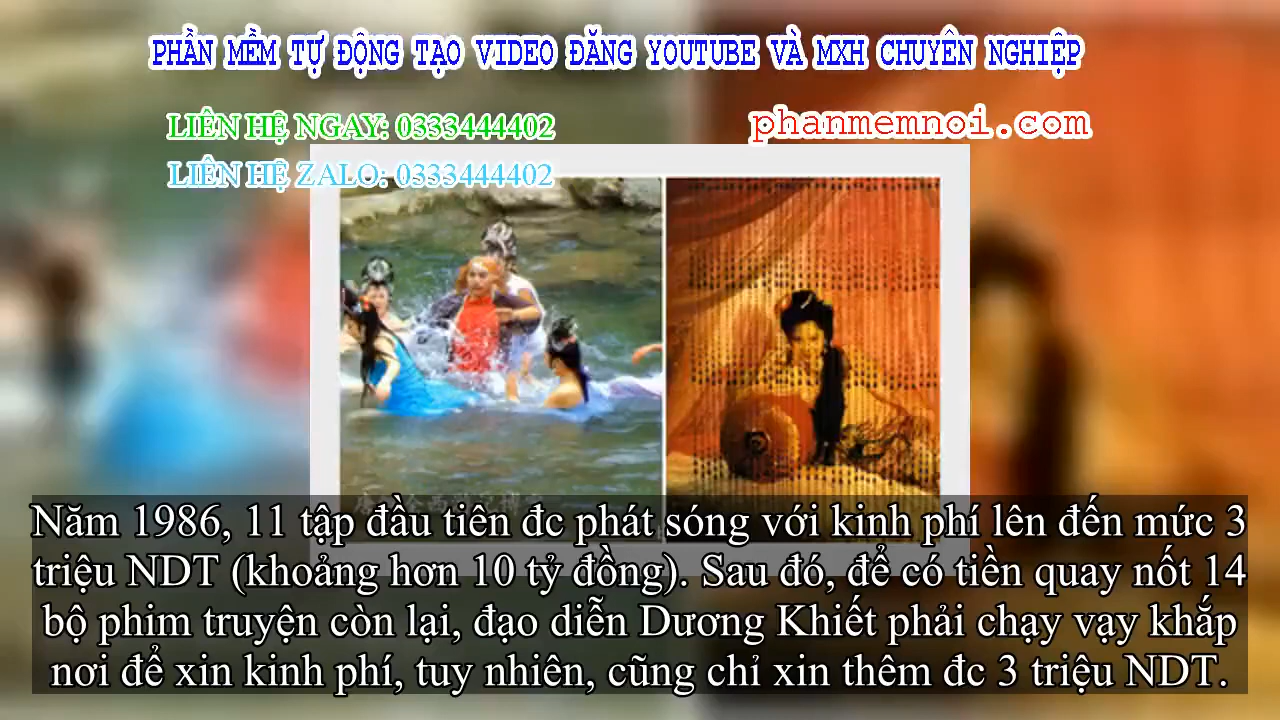 PHẦN MỀM TỰ ĐỘNG TẠO VIDEO ĐĂNG YOUTUBE VÀ MXH CHUYÊN NGHIỆP
LIÊN HỆ NGAY: 0333444402
phanmemnoi.com
LIÊN HỆ ZALO: 0333444402
Năm 1986, 11 tập đầu tiên đc phát sóng với kinh phí lên đến mức 3
triệu NDT (khoảng hơn 10 tỷ đồng). Sau đó, để có tiền quay nốt 14
bộ phim truyện còn lại, đạo diễn Dương Khiết phải chạy vạy khắp
nơi để xin kinh phí, tuy nhiên, cũng chỉ xin thêm đc 3 triệu NDT.